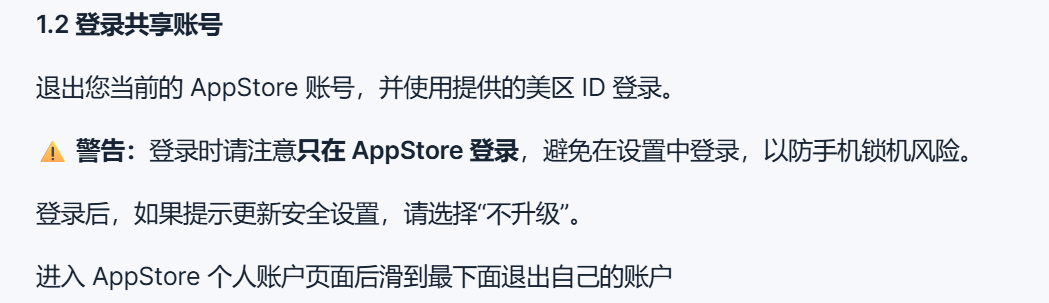 1.2 登录共享账号
退出您当前的 AppStore 账号，并使用提供的美区 ID 登录。
⚠️ 警告：登录时请注意只在 AppStore 登录，避免在设置中登录，以防手机锁机风险。
登录后，如果提示更新安全设置，请选择“不升级”。
进入 AppStore 个人账户页面后滑到最下面退出自己的账户